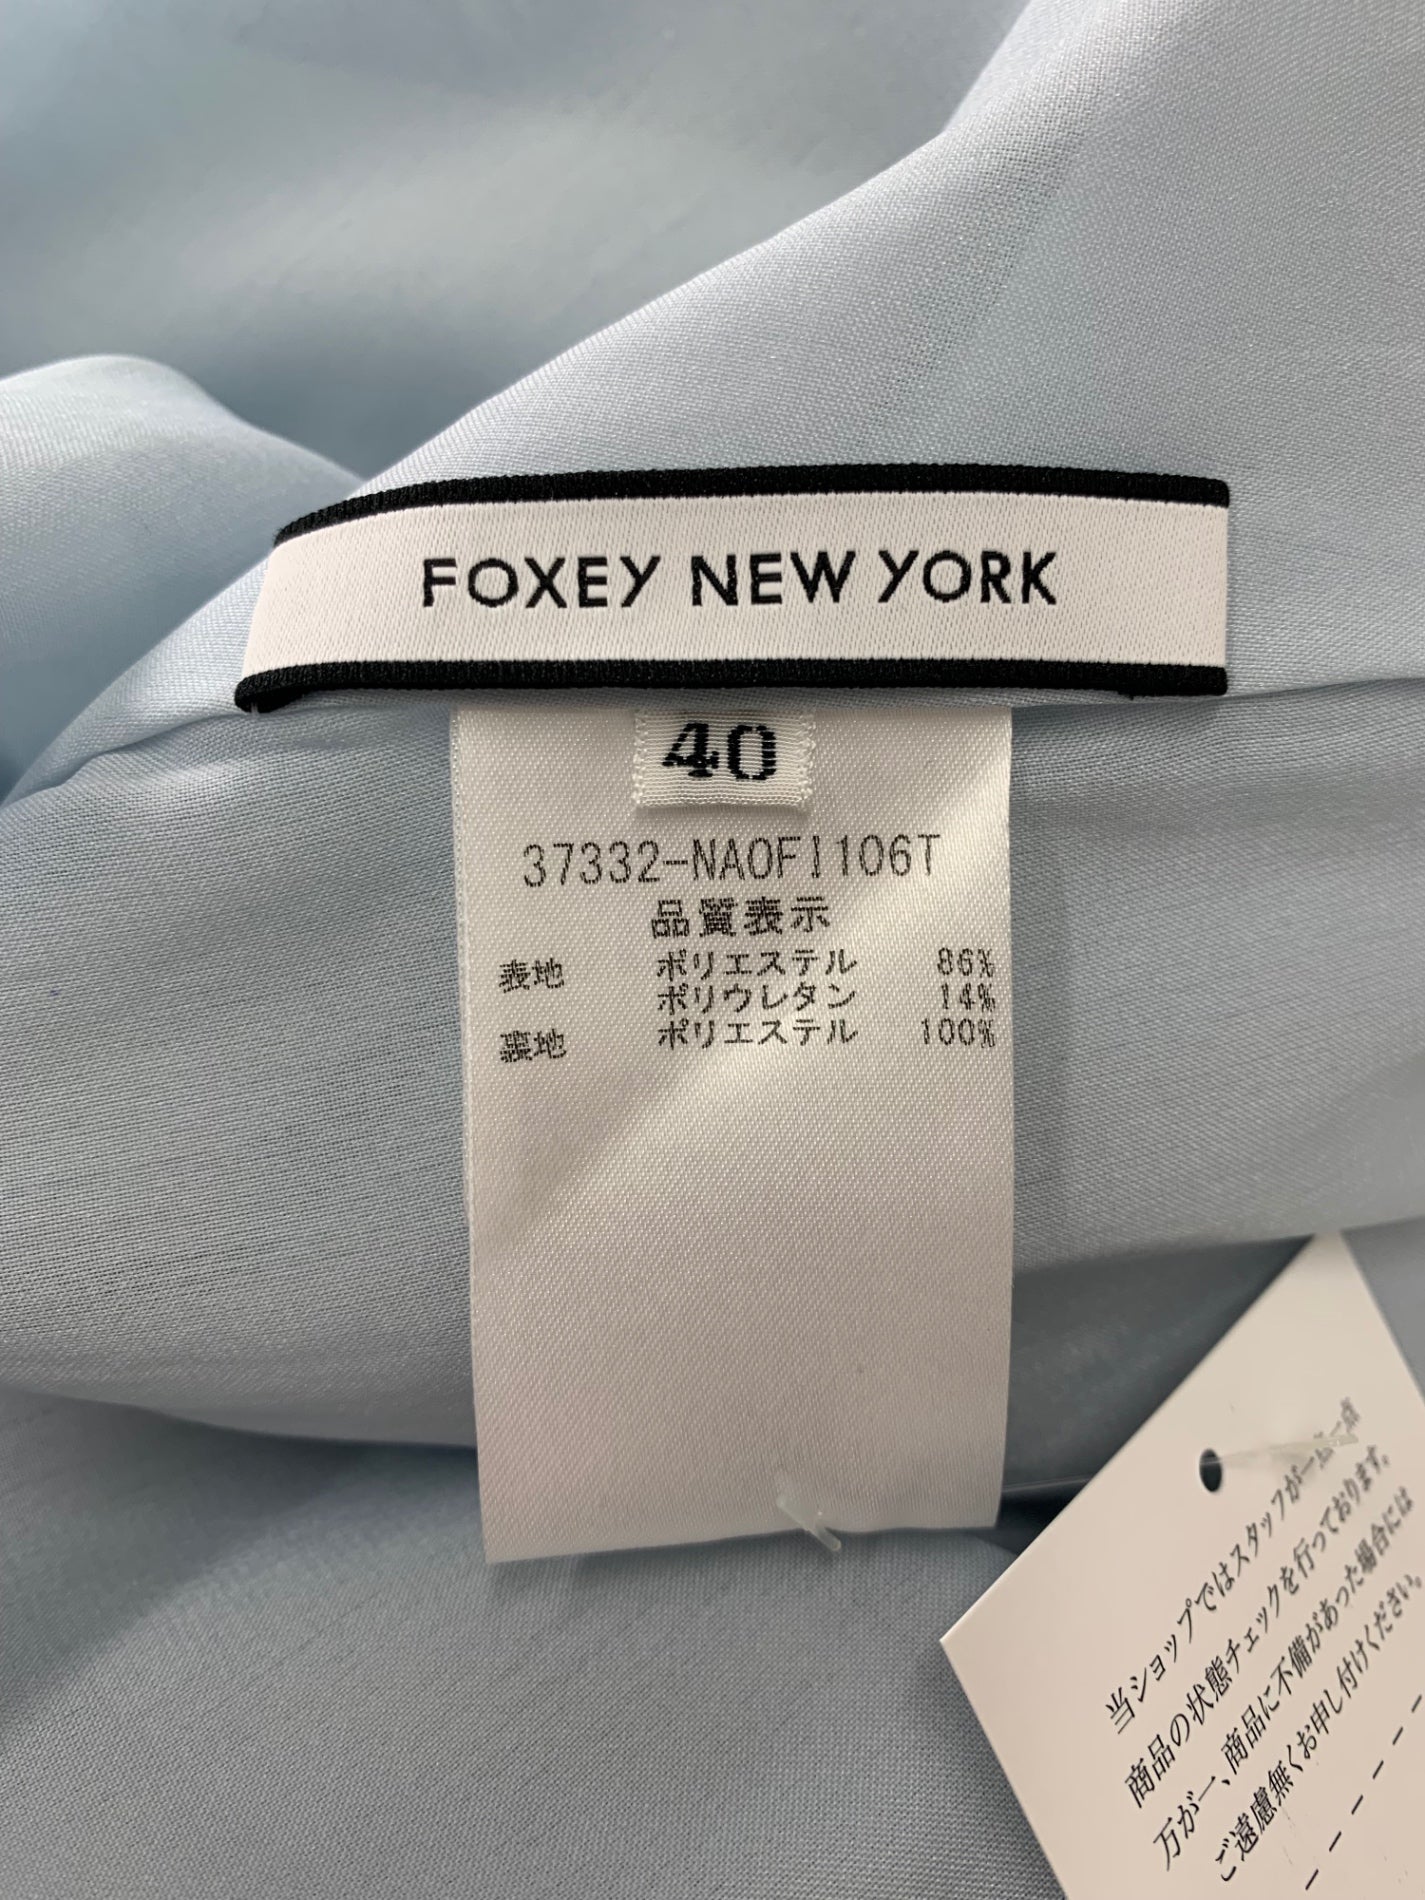 FOXEY NEW YORK
40
37332-NAOFI106T
品質表示
表地 ポリエステル 86%
ポリウレタン 14%
裏地 ポリエステル 100%
当ショップではスタッフが一点一点
商品の状態チェックを行っております。
万が一、商品に不備があった場合には
ご遠慮無くお申し付けください。